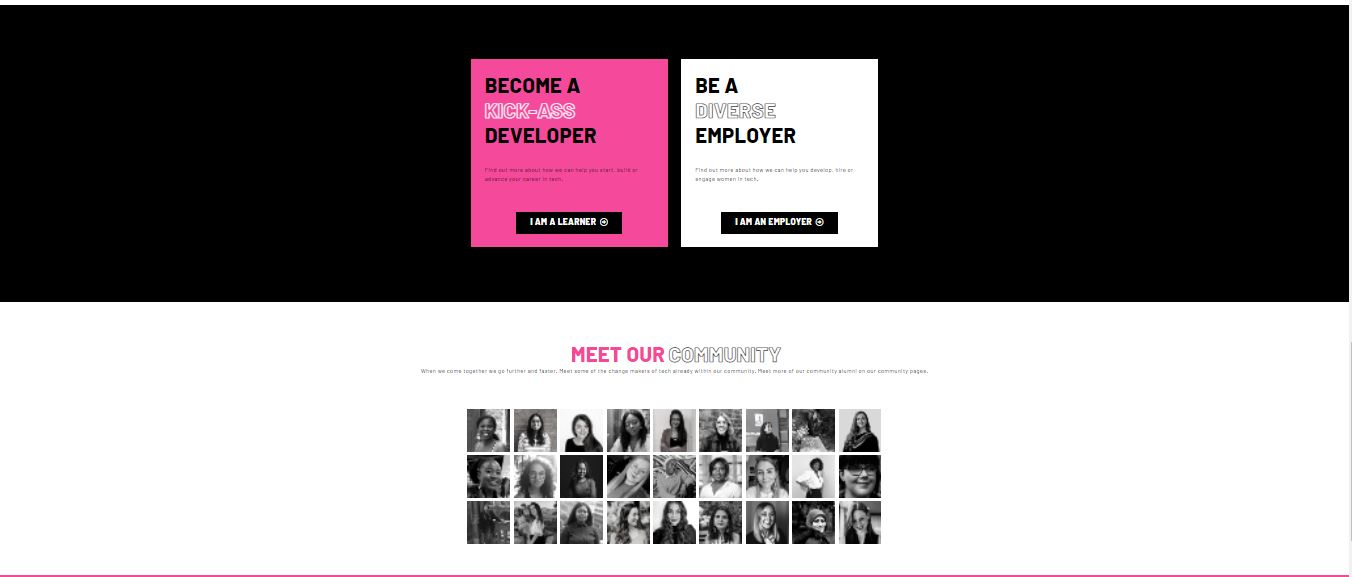 BECOME A
KICK-ASS
DEVELOPER
Find out more about how we can help you start, build or
advance your career in tech.
I AM A LEARNER
BE A
DIVERSE
EMPLOYER
Find out more about how we can help you develop, hire or
engage women in tech.
I AM AN EMPLOYER
MEET OUR COMMUNITY
When we come together we go further and faster. Meet some of the change makers of tech already within our community. Meet more of our community alumni on our community pages.